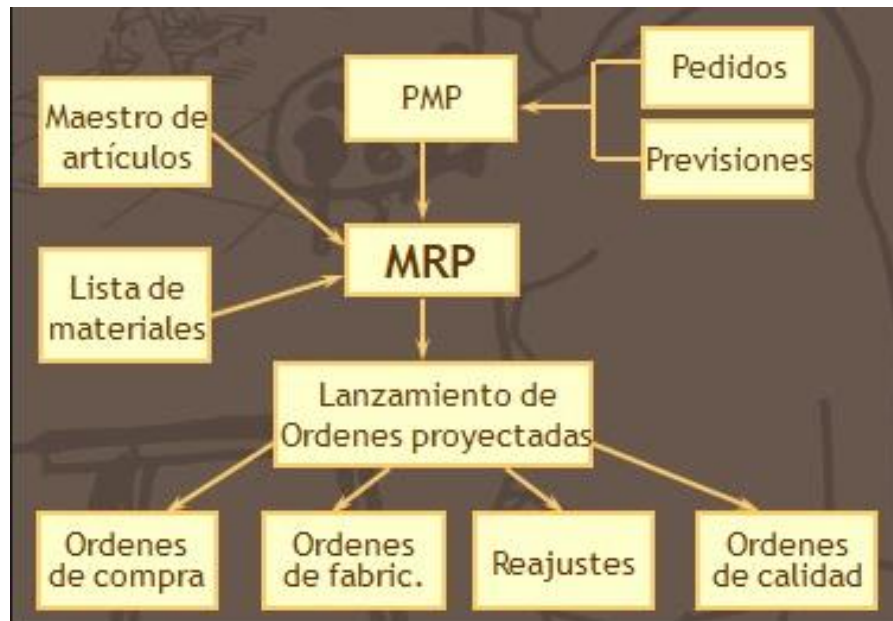 Maestro de
artículos
PMP
Pedidos
Previsiones
MRP
Lista de
materiales
Lanzamiento de
Ordenes proyectadas
Ordenes
de compra
Ordenes
de fabric.
Reajustes
Ordenes
de calidad